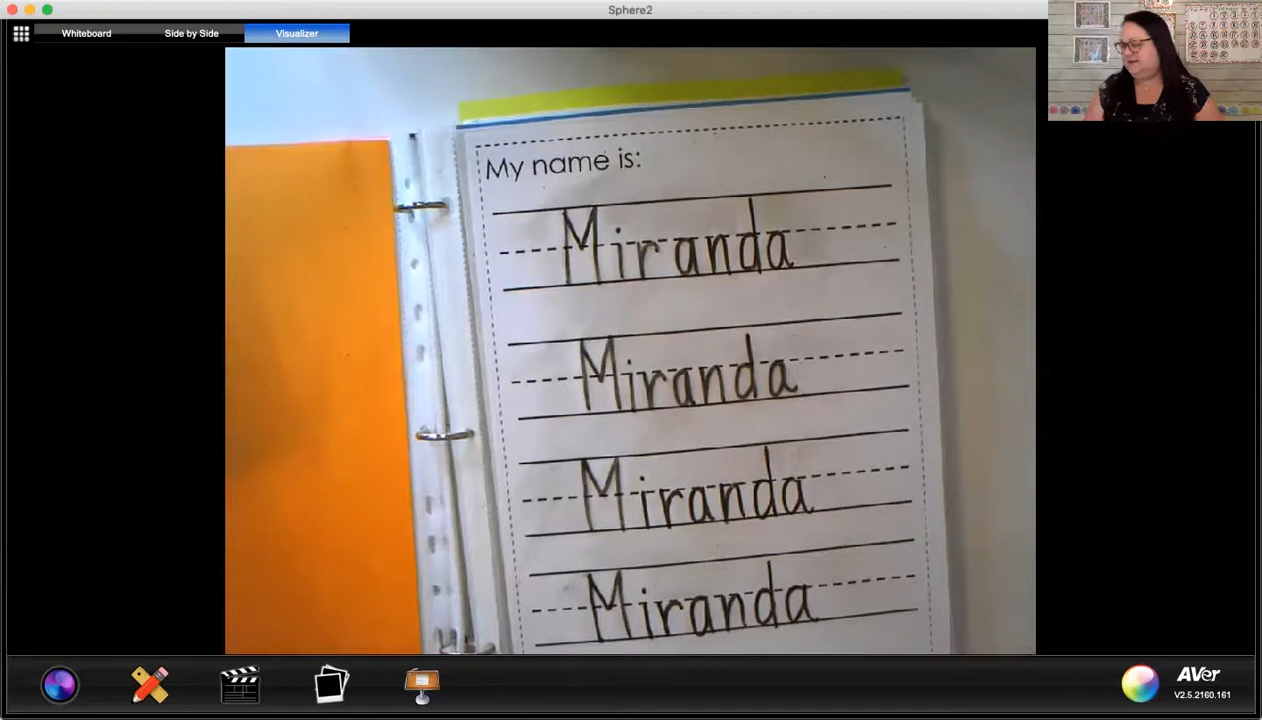 Sphere2
Whiteboard Side by Side Visualizer
My name is:
Miranda
Miranda
Miranda
Miranda
AVer
V2.5.2160.161